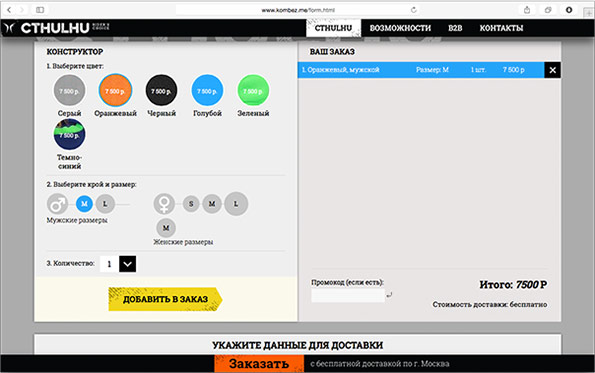 www.kombez.me/form.html
CTHULHU RIDER'S CHOICE
CTHULHU ВОЗМОЖНОСТИ B2B КОНТАКТЫ
КОНСТРУКТОР
1. Выберите цвет:
7 500 р. 7 500 р. 7 500 р. 7 500 р. 7 500 р.
Серый Оранжевый Черный Голубой Зеленый
7 500 р.
Темно-
синий
2. Выберите крой и размер:
M L S M L
M
Мужские размеры
Женские размеры
3. Количество: 1
ДОБАВИТЬ В ЗАКАЗ
ВАШ ЗАКАЗ
1. Оранжевый, мужской Размер: M 1 шт. 7 500 р
Промокод (если есть):
Итого: 7500 Р
Стоимость доставки: бесплатно
УКАЖИТЕ ДАННЫЕ ДЛЯ ДОСТАВКИ
Заказать с бесплатной доставкой по г. Москва